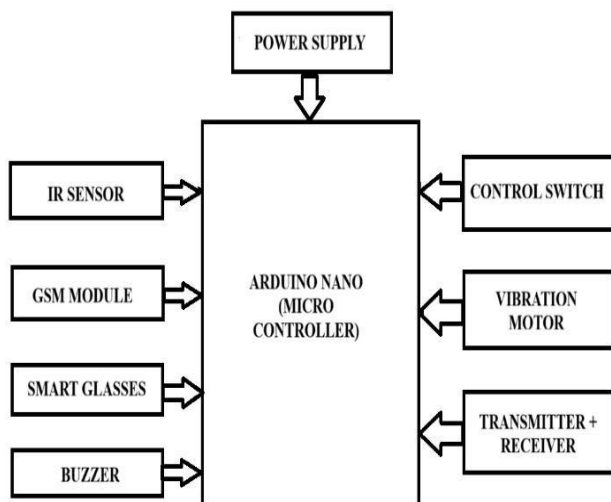 POWER SUPPLY
IR SENSOR
GSM MODULE
SMART GLASSES
BUZZER
ARDUINO NANO
(MICRO
CONTROLLER)
CONTROL SWITCH
VIBRATION
MOTOR
TRANSMITTER +
RECEIVER